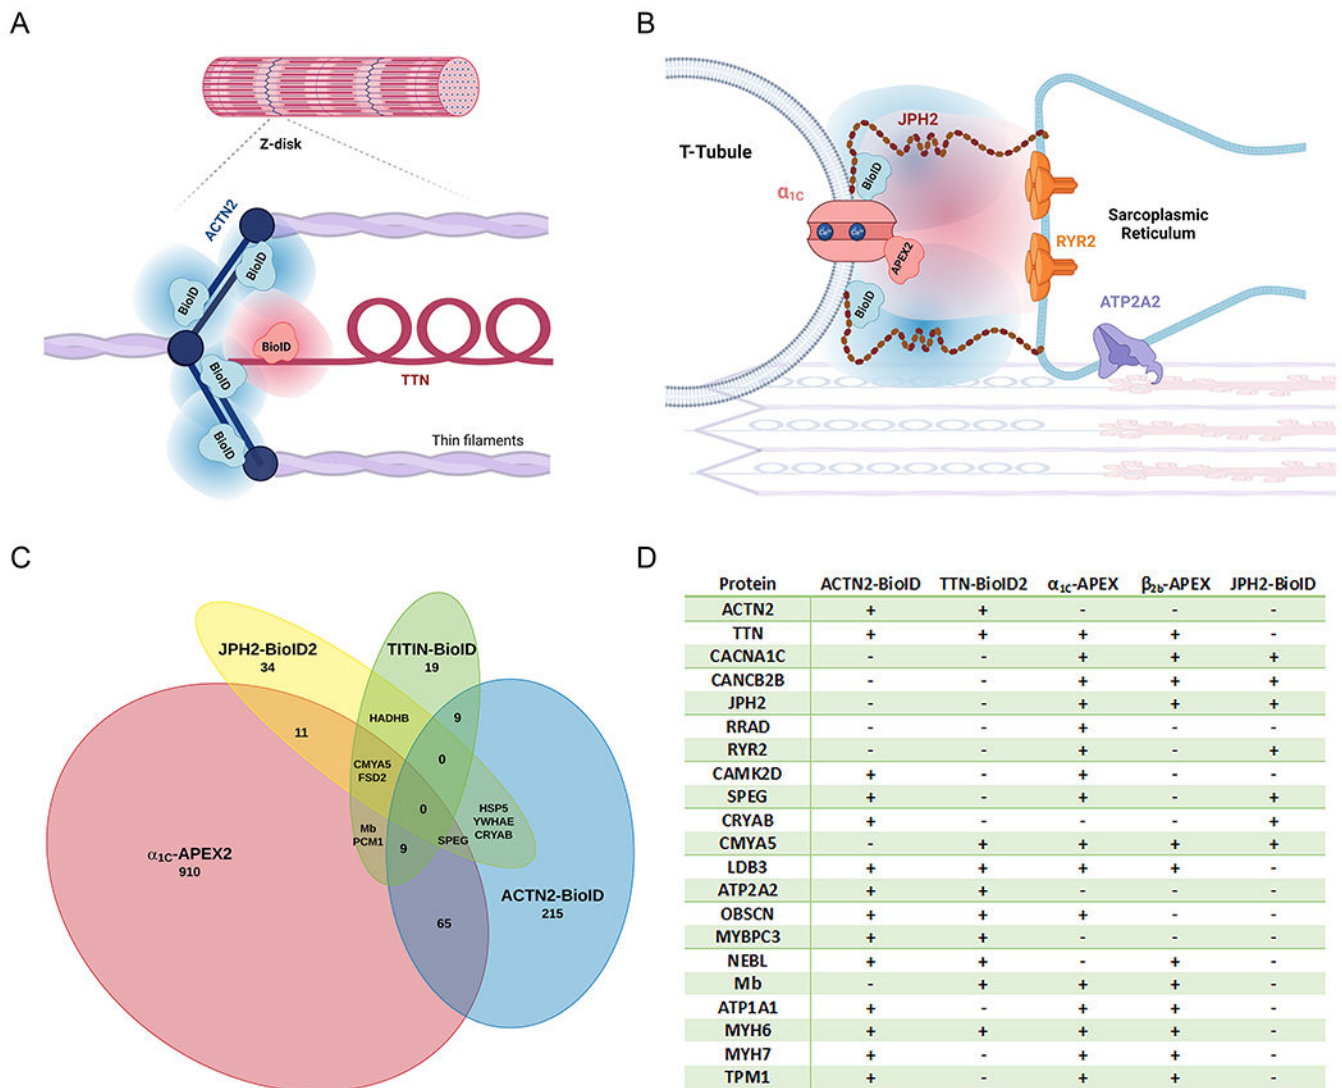 A
Z-disk
ACTN2
BioID
BioID
BioID
BioID
BioID
TTN
Thin filaments
B
T-Tubule
JPH2
BioID
α1C
Ca²⁺
Ca²⁺
APEX2
BioID
RYR2
Sarcoplasmic
Reticulum
ATP2A2
C
JPH2-BioID2
34
TITIN-BioID
19
HADHB
9
11
0
CMYA5
FSD2
0
HSP5
YWHAE
CRYAB
Mb
PCM1
SPEG
9
α1C-APEX2
910
ACTN2-BioID
215
65
D
Protein ACTN2-BioID TTN-BioID2 α1C-APEX β2b-APEX JPH2-BioID
ACTN2 + + - - -
TTN + + + + -
CACNA1C - - + + +
CANCB2B - - + + +
JPH2 - - + + +
RRAD - - + - -
RYR2 - - + - +
CAMK2D + - + - -
SPEG + - + - +
CRYAB + - - - +
CMYA5 - + + + +
LDB3 + + + + -
ATP2A2 + + - - -
OBSCN + + + - -
MYBPC3 + + - - -
NEBL + + - + -
Mb - + + + -
ATP1A1 + - + + -
MYH6 + + + + -
MYH7 + - + + -
TPM1 + - + + -